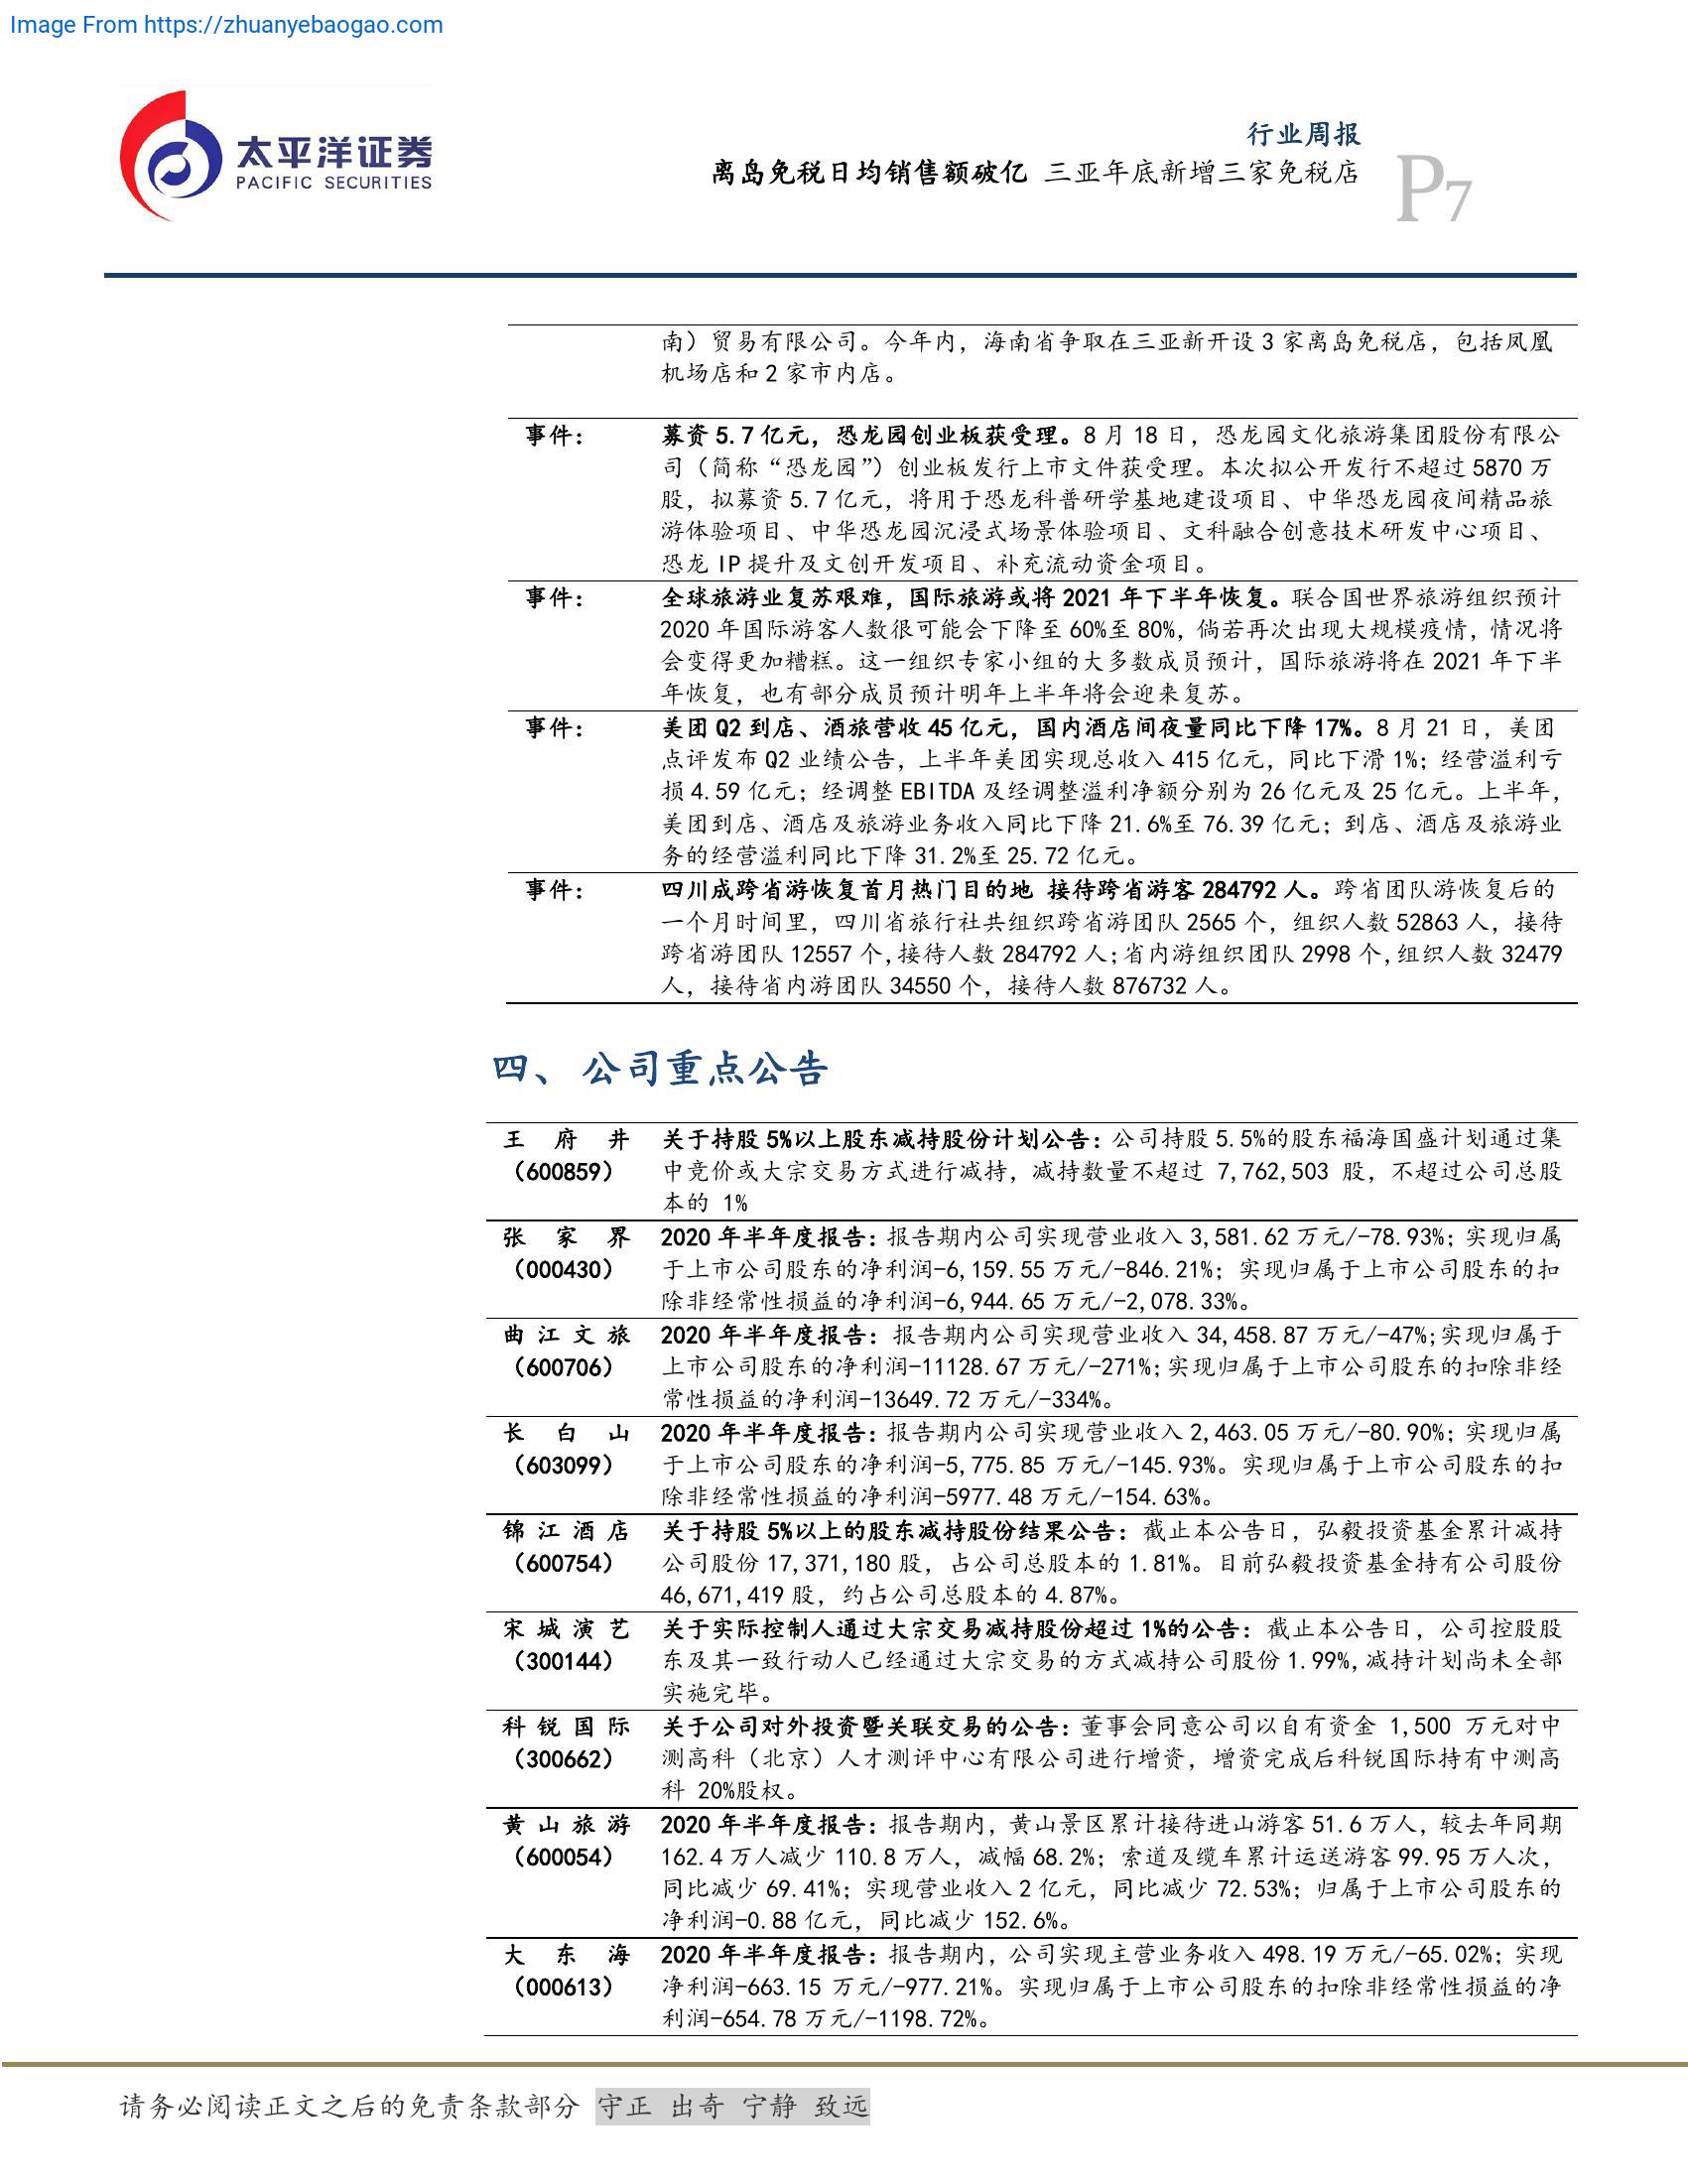 Image From https://zhuanyebaogao.com
太平洋证券
PACIFIC SECURITIES
行业周报
离岛免税日均销售额破亿 三亚年底新增三家免税店
P7
南）贸易有限公司。今年内，海南省争取在三亚新开设 3 家离岛免税店，包括凤凰
机场店和 2 家市内店。
事件： 募资 5.7 亿元，恐龙园创业板获受理。8 月 18 日，恐龙园文化旅游集团股份有限公
司（简称“恐龙园”）创业板发行上市文件获受理。本次拟公开发行不超过 5870 万
股，拟募资 5.7 亿元，将用于恐龙科普研学基地建设项目、中华恐龙园夜间精品旅
游体验项目、中华恐龙园沉浸式场景体验项目、文科融合创意技术研发中心项目、
恐龙 IP 提升及文创开发项目、补充流动资金项目。
事件： 全球旅游业复苏艰难，国际旅游或将 2021 年下半年恢复。联合国世界旅游组织预计
2020 年国际游客人数很可能会下降至 60%至 80%，倘若再次出现大规模疫情，情况将
会变得更加糟糕。这一组织专家小组的大多数成员预计，国际旅游将在 2021 年下半
年恢复，也有部分成员预计明年上半年将会迎来复苏。
事件： 美团 Q2 到店、酒旅营收 45 亿元，国内酒店间夜量同比下降 17%。8 月 21 日，美团
点评发布 Q2 业绩公告，上半年美团实现总收入 415 亿元，同比下滑 1%；经营溢利亏
损 4.59 亿元；经调整 EBITDA 及经调整溢利净额分别为 26 亿元及 25 亿元。上半年，
美团到店、酒店及旅游业务收入同比下降 21.6%至 76.39 亿元；到店、酒店及旅游业
务的经营溢利同比下降 31.2%至 25.72 亿元。
事件： 四川成跨省游恢复首月热门目的地 接待跨省游客 284792 人。跨省团队游恢复后的
一个月时间里，四川省旅行社共组织跨省游团队 2565 个，组织人数 52863 人，接待
跨省游团队 12557 个,接待人数 284792 人;省内游组织团队 2998 个,组织人数 32479
人，接待省内游团队 34550 个，接待人数 876732 人。
四、 公司重点公告
王府井 关于持股 5%以上股东减持股份计划公告：公司持股 5.5%的股东福海国盛计划通过集
（600859） 中竞价或大宗交易方式进行减持，减持数量不超过 7,762,503 股，不超过公司总股
本的 1%
张家界 2020 年半年度报告：报告期内公司实现营业收入 3,581.62 万元/-78.93%；实现归属
（000430） 于上市公司股东的净利润-6,159.55 万元/-846.21%；实现归属于上市公司股东的扣
除非经常性损益的净利润-6,944.65 万元/-2,078.33%。
曲江文旅 2020 年半年度报告：报告期内公司实现营业收入 34,458.87 万元/-47%;实现归属于
（600706） 上市公司股东的净利润-11128.67 万元/-271%;实现归属于上市公司股东的扣除非经
常性损益的净利润-13649.72 万元/-334%。
长白山 2020 年半年度报告：报告期内公司实现营业收入 2,463.05 万元/-80.90%；实现归属
（603099） 于上市公司股东的净利润-5,775.85 万元/-145.93%。实现归属于上市公司股东的扣
除非经常性损益的净利润-5977.48 万元/-154.63%。
锦江酒店 关于持股 5%以上的股东减持股份结果公告：截止本公告日，弘毅投资基金累计减持
（600754） 公司股份 17,371,180 股，占公司总股本的 1.81%。目前弘毅投资基金持有公司股份
46,671,419 股，约占公司总股本的 4.87%。
宋城演艺 关于实际控制人通过大宗交易减持股份超过 1%的公告：截止本公告日，公司控股股
（300144） 东及其一致行动人已经通过大宗交易的方式减持公司股份 1.99%,减持计划尚未全部
实施完毕。
科锐国际 关于公司对外投资暨关联交易的公告：董事会同意公司以自有资金 1,500 万元对中
（300662） 测高科（北京）人才测评中心有限公司进行增资，增资完成后科锐国际持有中测高
科 20%股权。
黄山旅游 2020 年半年度报告：报告期内，黄山景区累计接待进山游客 51.6 万人，较去年同期
（600054） 162.4 万人减少 110.8 万人，减幅 68.2%；索道及缆车累计运送游客 99.95 万人次，
同比减少 69.41%；实现营业收入 2 亿元，同比减少 72.53%；归属于上市公司股东的
净利润-0.88 亿元，同比减少 152.6%。
大东海 2020 年半年度报告：报告期内，公司实现主营业务收入 498.19 万元/-65.02%；实现
（000613） 净利润-663.15 万元/-977.21%。实现归属于上市公司股东的扣除非经常性损益的净
利润-654.78 万元/-1198.72%。
请务必阅读正文之后的免责条款部分 守正 出奇 宁静 致远